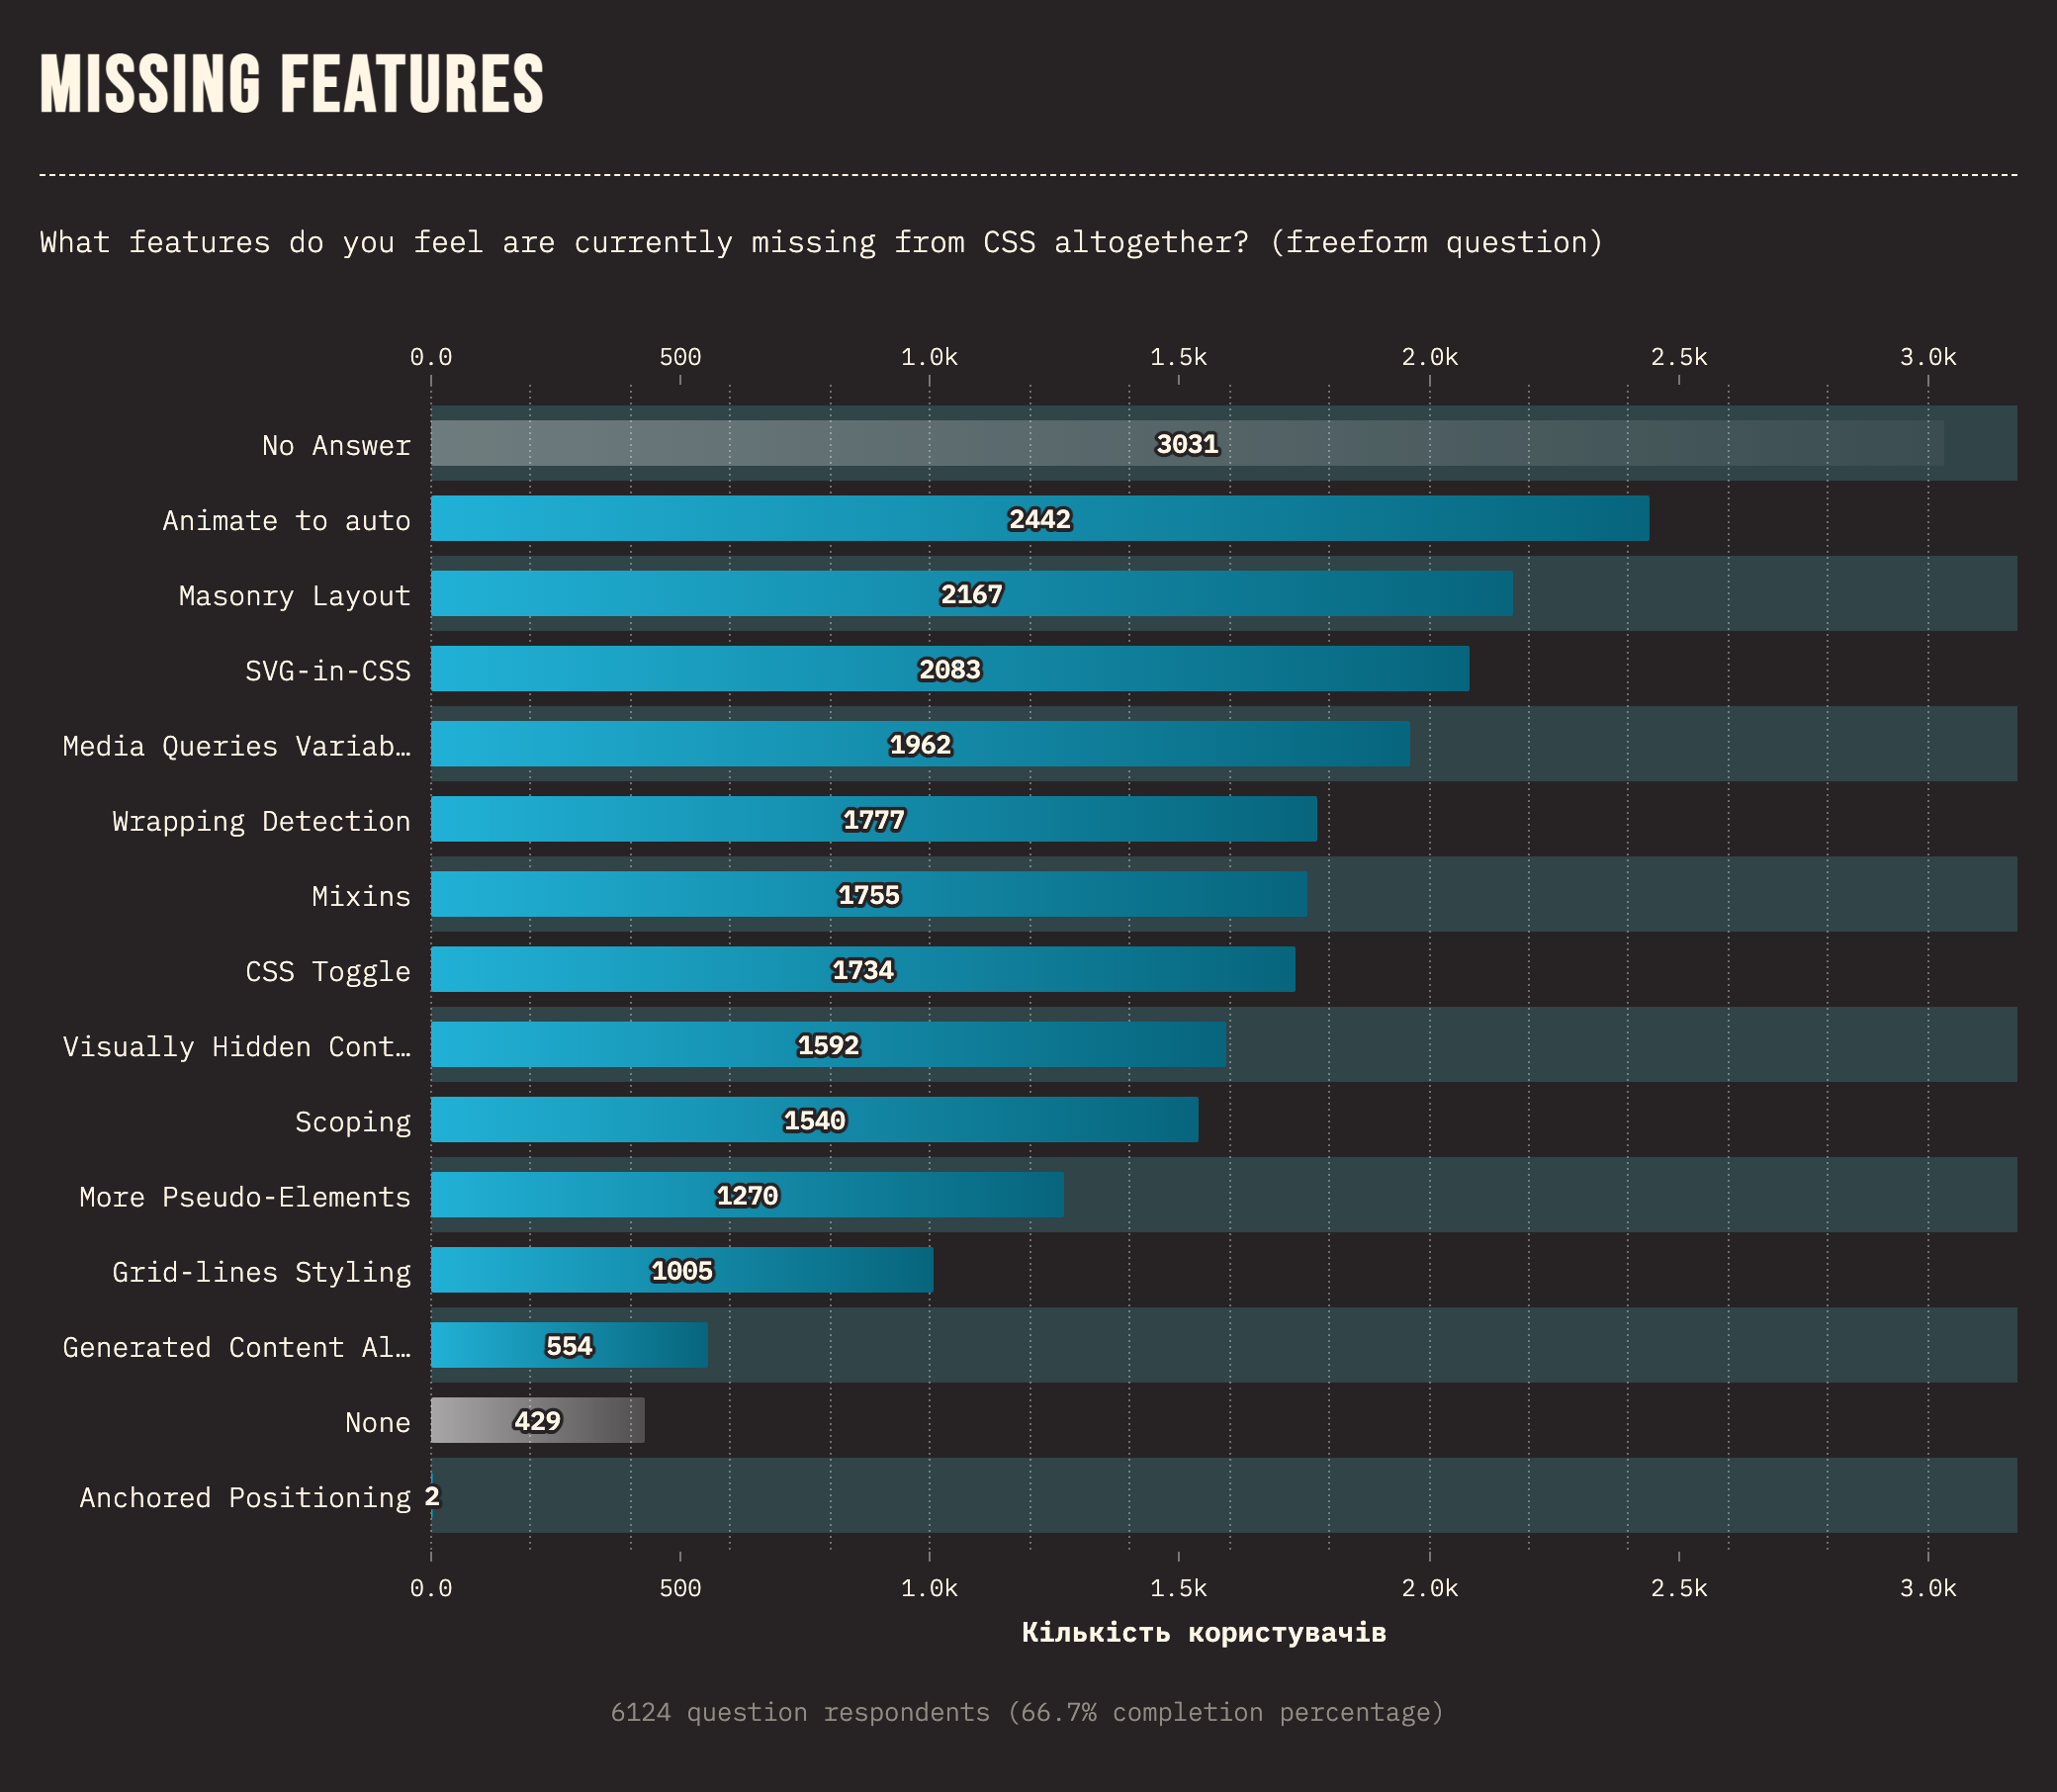 MISSING FEATURES
What features do you feel are currently missing from CSS altogether? (freeform question)
0.0 500 1.0k 1.5k 2.0k 2.5k 3.0k
No Answer 3031
Animate to auto 2442
Masonry Layout 2167
SVG-in-CSS 2083
Media Queries Variab… 1962
Wrapping Detection 1777
Mixins 1755
CSS Toggle 1734
Visually Hidden Cont… 1592
Scoping 1540
More Pseudo-Elements 1270
Grid-lines Styling 1005
Generated Content Al… 554
None 429
Anchored Positioning 2
0.0 500 1.0k 1.5k 2.0k 2.5k 3.0k
Кількість користувачів
6124 question respondents (66.7% completion percentage)